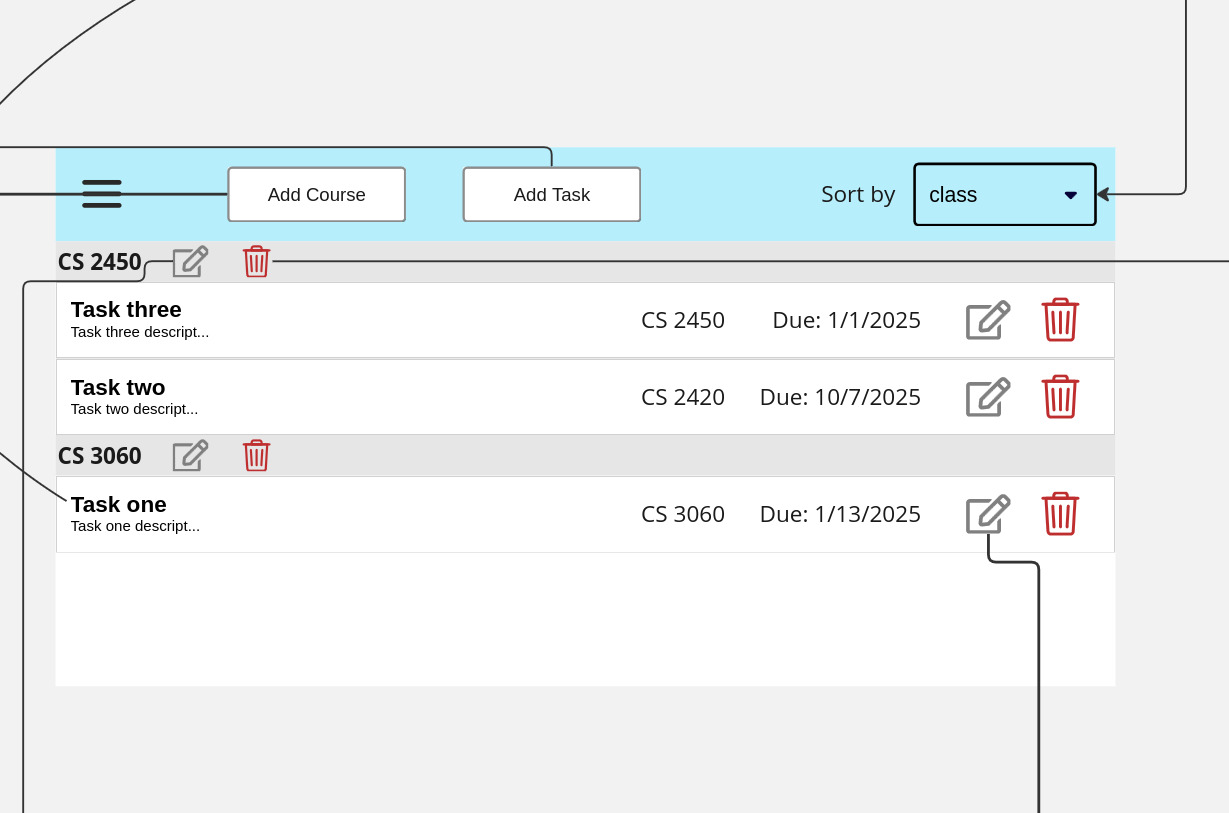 Add Course
Add Task
Sort by
class
CS 2450
Task three
Task three descript...
CS 2450
Due: 1/1/2025
Task two
Task two descript...
CS 2420
Due: 10/7/2025
CS 3060
Task one
Task one descript...
CS 3060
Due: 1/13/2025